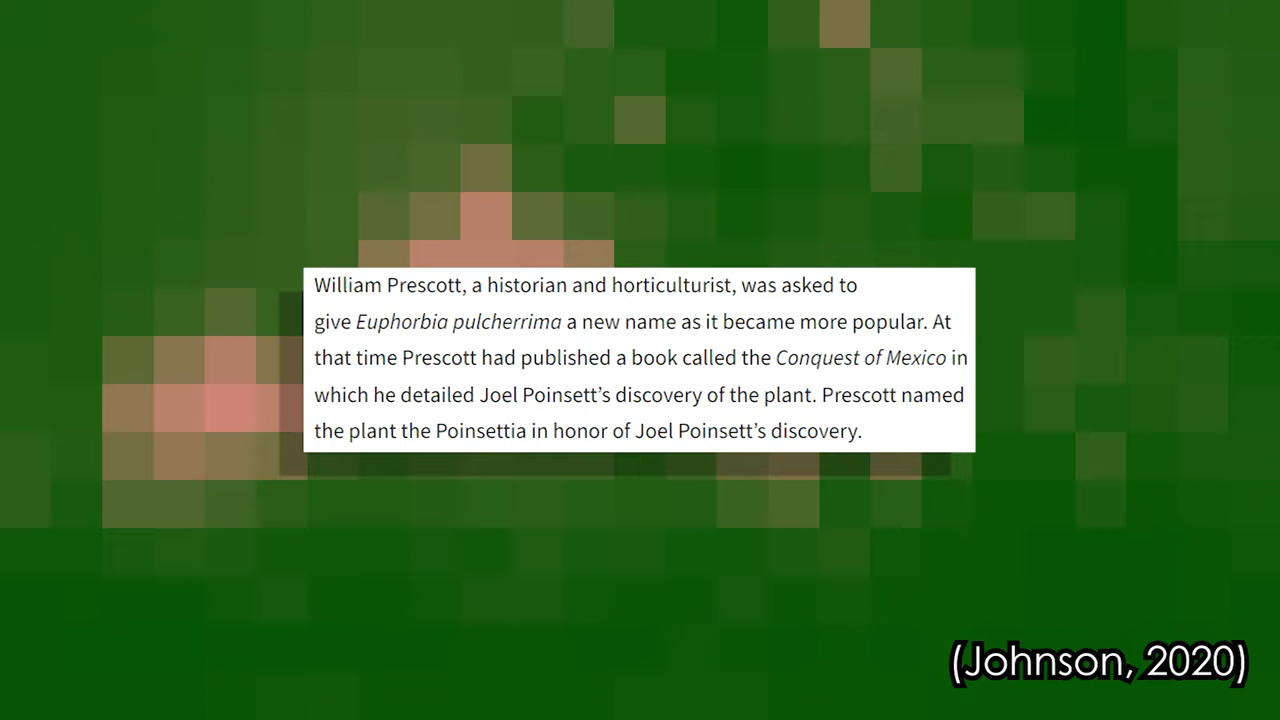 William Prescott, a historian and horticulturist, was asked to
give Euphorbia pulcherrima a new name as it became more popular. At
that time Prescott had published a book called the Conquest of Mexico in
which he detailed Joel Poinsett’s discovery of the plant. Prescott named
the plant the Poinsettia in honor of Joel Poinsett’s discovery.
(Johnson, 2020)